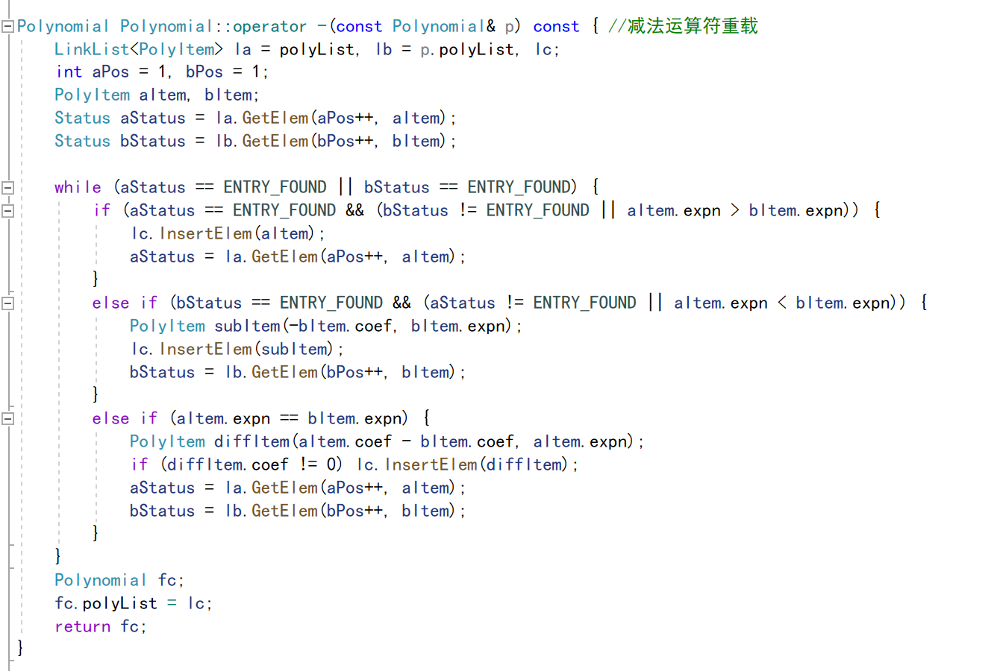 Polynomial Polynomial::operator -(const Polynomial& p) const { //减法运算符重载
    LinkList<PolyItem> la = polyList, lb = p.polyList, lc;
    int aPos = 1, bPos = 1;
    PolyItem aItem, bItem;
    Status aStatus = la.GetElem(aPos++, aItem);
    Status bStatus = lb.GetElem(bPos++, bItem);
    while (aStatus == ENTRY_FOUND || bStatus == ENTRY_FOUND) {
        if (aStatus == ENTRY_FOUND && (bStatus != ENTRY_FOUND || aItem.expn > bItem.expn)) {
            lc.InsertElem(aItem);
            aStatus = la.GetElem(aPos++, aItem);
        }
        else if (bStatus == ENTRY_FOUND && (aStatus != ENTRY_FOUND || aItem.expn < bItem.expn)) {
            PolyItem subItem(-bItem.coef, bItem.expn);
            lc.InsertElem(subItem);
            bStatus = lb.GetElem(bPos++, bItem);
        }
        else if (aItem.expn == bItem.expn) {
            PolyItem diffItem(aItem.coef - bItem.coef, aItem.expn);
            if (diffItem.coef != 0) lc.InsertElem(diffItem);
            aStatus = la.GetElem(aPos++, aItem);
            bStatus = lb.GetElem(bPos++, bItem);
        }
    }
    Polynomial fc;
    fc.polyList = lc;
    return fc;
}